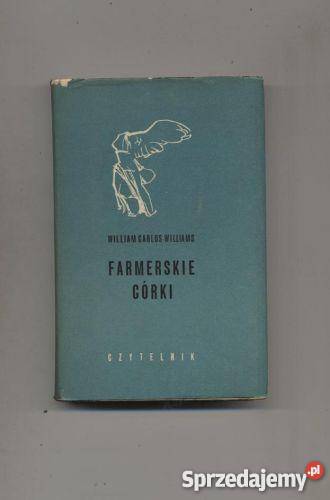 WILLIAM CARLOS WILLIAMS
FARMERSKIE
CÓRKI
CZYTELNIK
Sprzedajemy.pl